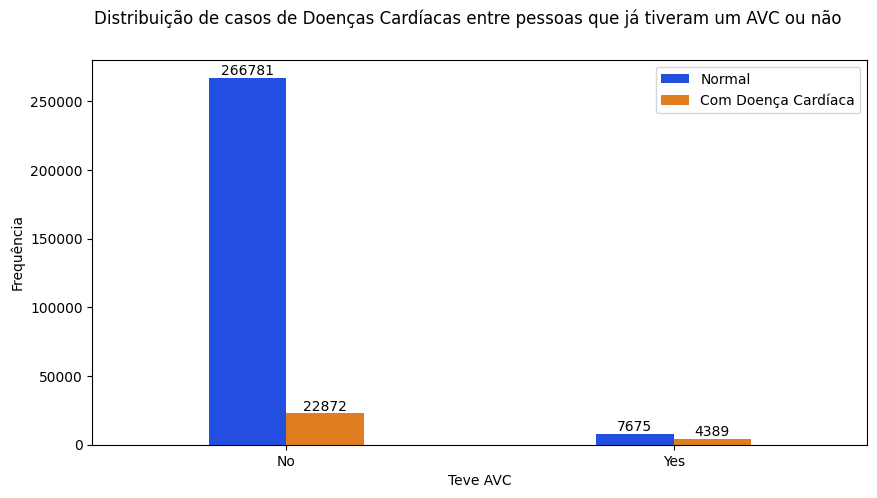 Distribuição de casos de Doenças Cardíacas entre pessoas que já tiveram um AVC ou não
266781
Normal
Com Doença Cardíaca
250000
200000
150000
100000
50000
0
Frequência
22872
7675
4389
No
Yes
Teve AVC